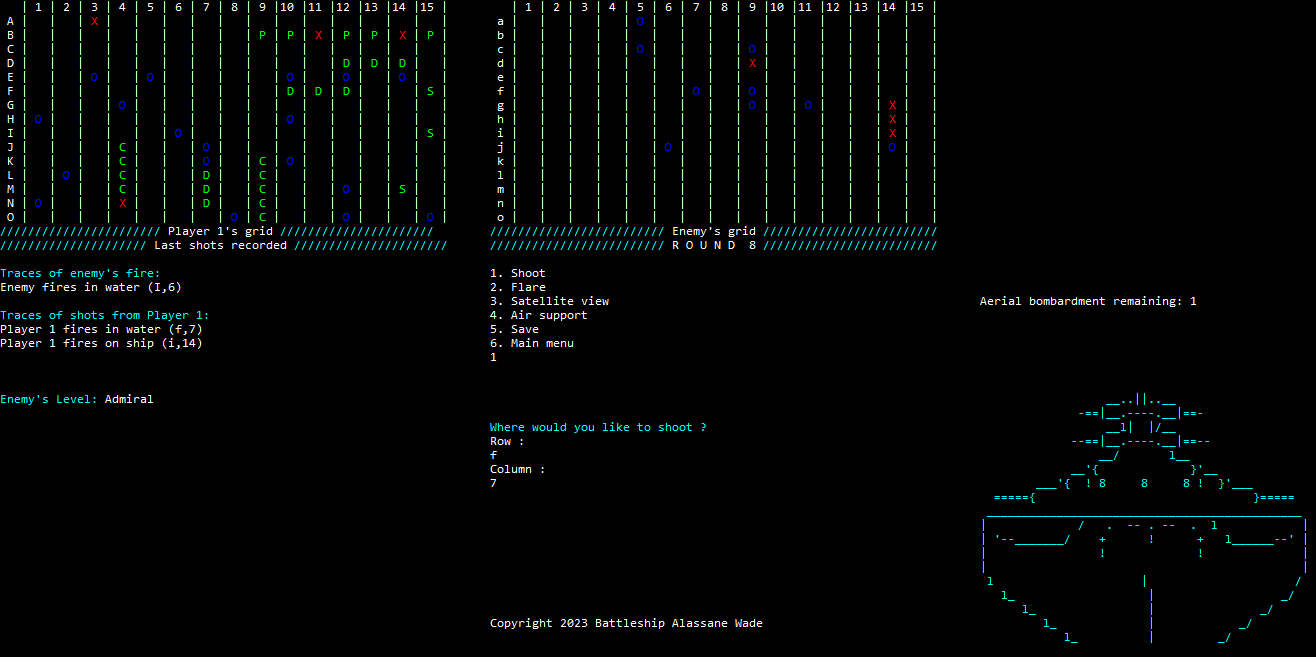 | 1 | 2 | 3 | 4 | 5 | 6 | 7 | 8 | 9 |10 |11 |12 |13 |14 |15 |
A | | | X | | | | | | | | | | | | |
B | | | | | | | | | P | P | X | P | P | X | P |
C | | | | | | | | | | | | | | | |
D | | | | | | | | | | | | D | D | D | |
E | | | O | | O | | | | | O | | O | | O | |
F | | | | | | | | | | D | D | D | | | S |
G | | | | O | | | | | | | | | | | |
H | O | | | | | | | | | O | | | | | |
I | | | | | | O | | | | | | | | | S |
J | | | | C | | | O | | | | | | | | |
K | | | | C | | | O | | C | O | | | | | |
L | | O | | C | | | D | | C | | | | | | |
M | | | | C | | | D | | C | | | O | | S | |
N | O | | | X | | | D | | C | | | | | | |
O | | | | | | | | O | C | | | O | | | O |
/////////////////////// Player 1's grid ////////////////////
///////////////////// Last shots recorded //////////////////////
| 1 | 2 | 3 | 4 | 5 | 6 | 7 | 8 | 9 |10 |11 |12 |13 |14 |15 |
a | | | | | O | | | | | | | | | | |
b | | | | | | | | | | | | | | | |
c | | | | | O | | | | O | | | | | | |
d | | | | | | | | | X | | | | | | |
e | | | | | | | | | | | | | | | |
f | | | | | | | O | | O | | | | | | |
g | | | | | | | | | O | | O | | | X | |
h | | | | | | | | | | | | | | X | |
i | | | | | | | | | | | | | | X | |
j | | | | | | O | | | | | | | | O | |
k | | | | | | | | | | | | | | | |
l | | | | | | | | | | | | | | | |
m | | | | | | | | | | | | | | | |
n | | | | | | | | | | | | | | | |
o | | | | | | | | | | | | | | | |
///////////////////////// Enemy's grid /////////////////////////
///////////////////////// R O U N D  8 /////////////////////////
Traces of enemy's fire:
Enemy fires in water (I,6)
Traces of shots from Player 1:
Player 1 fires in water (f,7)
Player 1 fires on ship (i,14)
Enemy's Level: Admiral
1. Shoot
2. Flare
3. Satellite view
4. Air support
5. Save
6. Main menu
1
Where would you like to shoot ?
Row :
f
Column :
7
Aerial bombardment remaining: 1
Copyright 2023 Battleship Alassane Wade